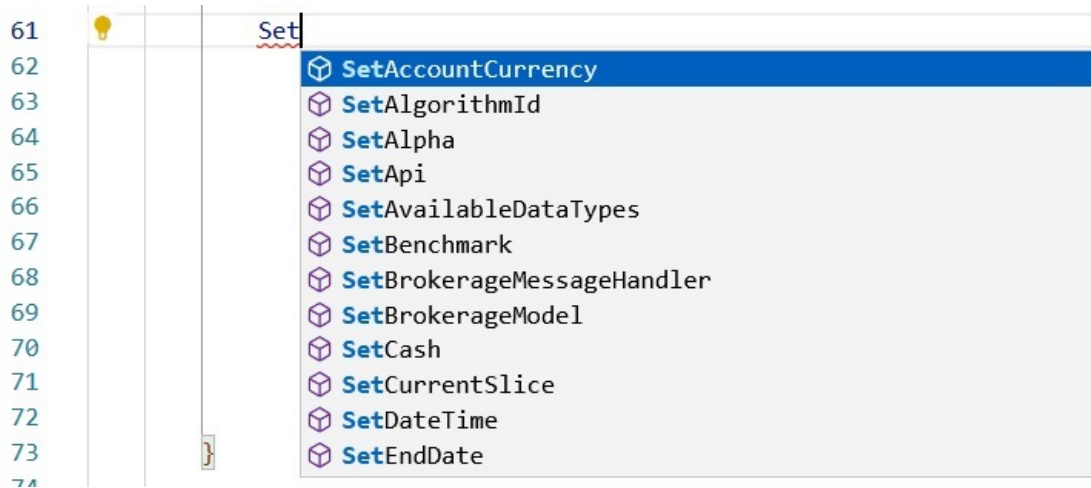 61 Set
62 SetAccountCurrency
63 SetAlgorithmId
64 SetAlpha
65 SetApi
66 SetAvailableDataTypes
67 SetBenchmark
68 SetBrokerageMessageHandler
69 SetBrokerageModel
70 SetCash
71 SetCurrentSlice
72 SetDateTime
73 } SetEndDate
74